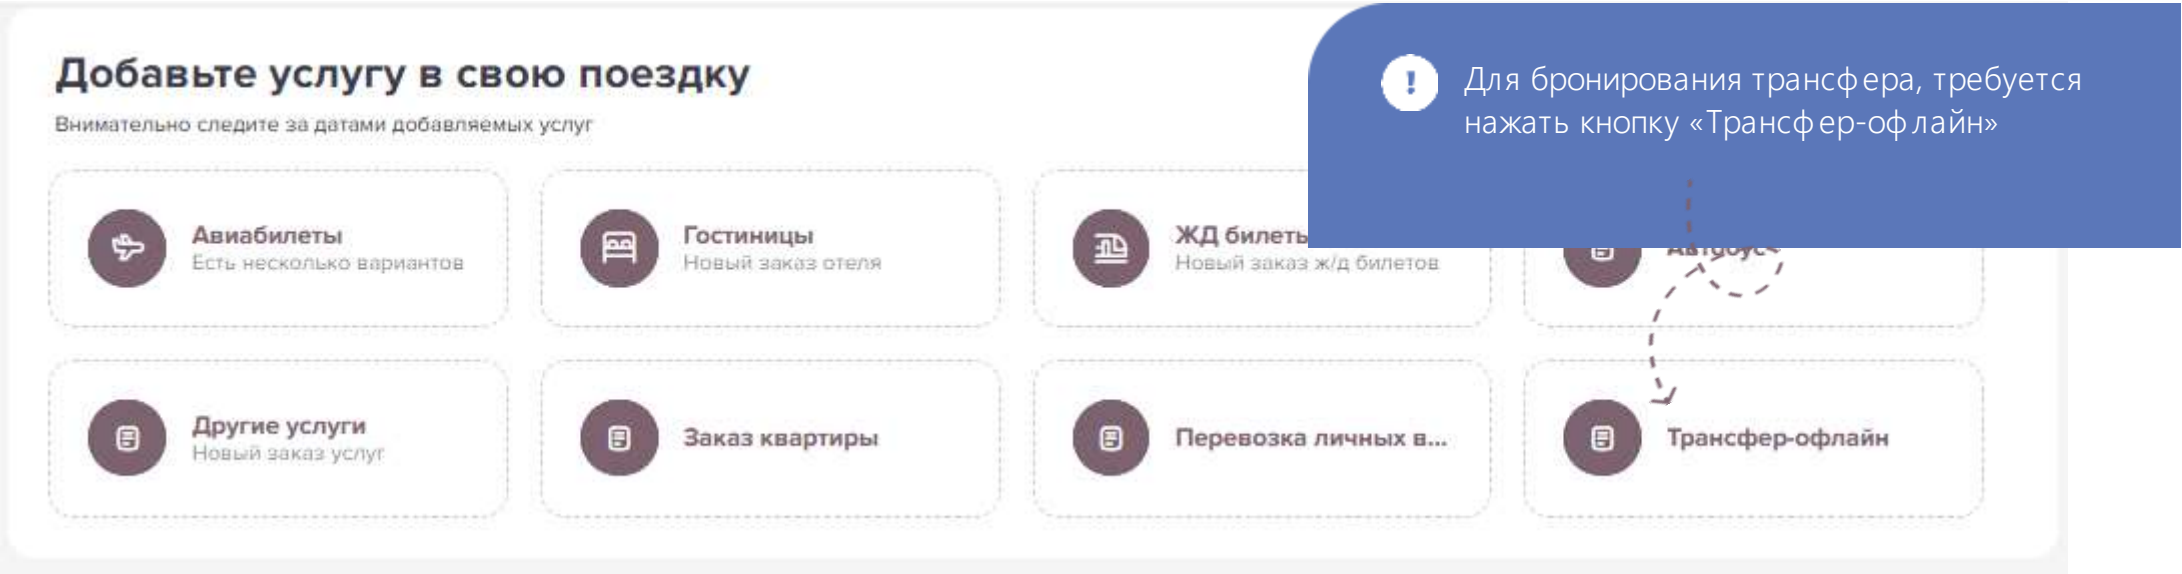 Добавьте услугу в свою поездку
Внимательно следите за датами добавляемых услуг
! Для бронирования трансфера, требуется
нажать кнопку «Трансфер-офлайн»
Авиабилеты
Есть несколько вариантов
Гостиницы
Новый заказ отеля
ЖД билеты
Новый заказ ж/д билетов
Автобус
Другие услуги
Новый заказ услуг
Заказ квартиры
Перевозка личных в...
Трансфер-офлайн